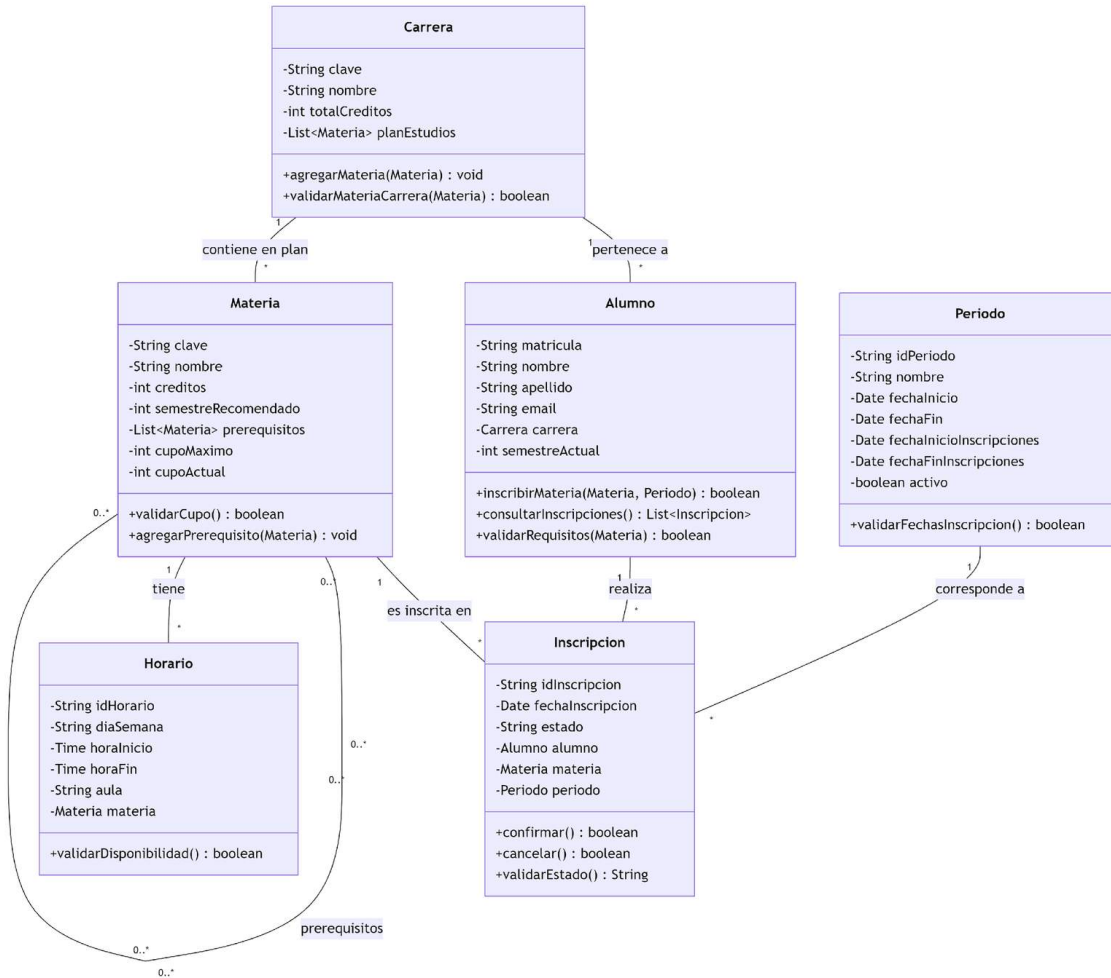 Carrera
-String clave
-String nombre
-int totalCreditos
-List<Materia> planEstudios
+agregarMateria(Materia) : void
+validarMateriaCarrera(Materia) : boolean
1
1
contiene en plan
pertenece a
*
*
Materia
-String clave
-String nombre
-int creditos
-int semestreRecomendado
-List<Materia> prerequisitos
-int cupoMaximo
-int cupoActual
+validarCupo() : boolean
+agregarPrerequisito(Materia) : void
Alumno
-String matricula
-String nombre
-String apellido
-String email
-Carrera carrera
-int semestreActual
+inscribirMateria(Materia, Periodo) : boolean
+consultarInscripciones() : List<Inscripcion>
+validarRequisitos(Materia) : boolean
Periodo
-String idPeriodo
-String nombre
-Date fechaInicio
-Date fechaFin
-Date fechaInicioInscripciones
-Date fechaFinInscripciones
-boolean activo
+validarFechasInscripcion() : boolean
0..*
1
0..*
1
1
1
tiene
es inscrita en
realiza
corresponde a
*
*
*
*
Horario
-String idHorario
-String diaSemana
-Time horaInicio
-Time horaFin
-String aula
-Materia materia
+validarDisponibilidad() : boolean
0..*
0..*
Inscripcion
-String idInscripcion
-Date fechaInscripcion
-String estado
-Alumno alumno
-Materia materia
-Periodo periodo
+confirmar() : boolean
+cancelar() : boolean
+validarEstado() : String
prerequisitos
0..*
0..*